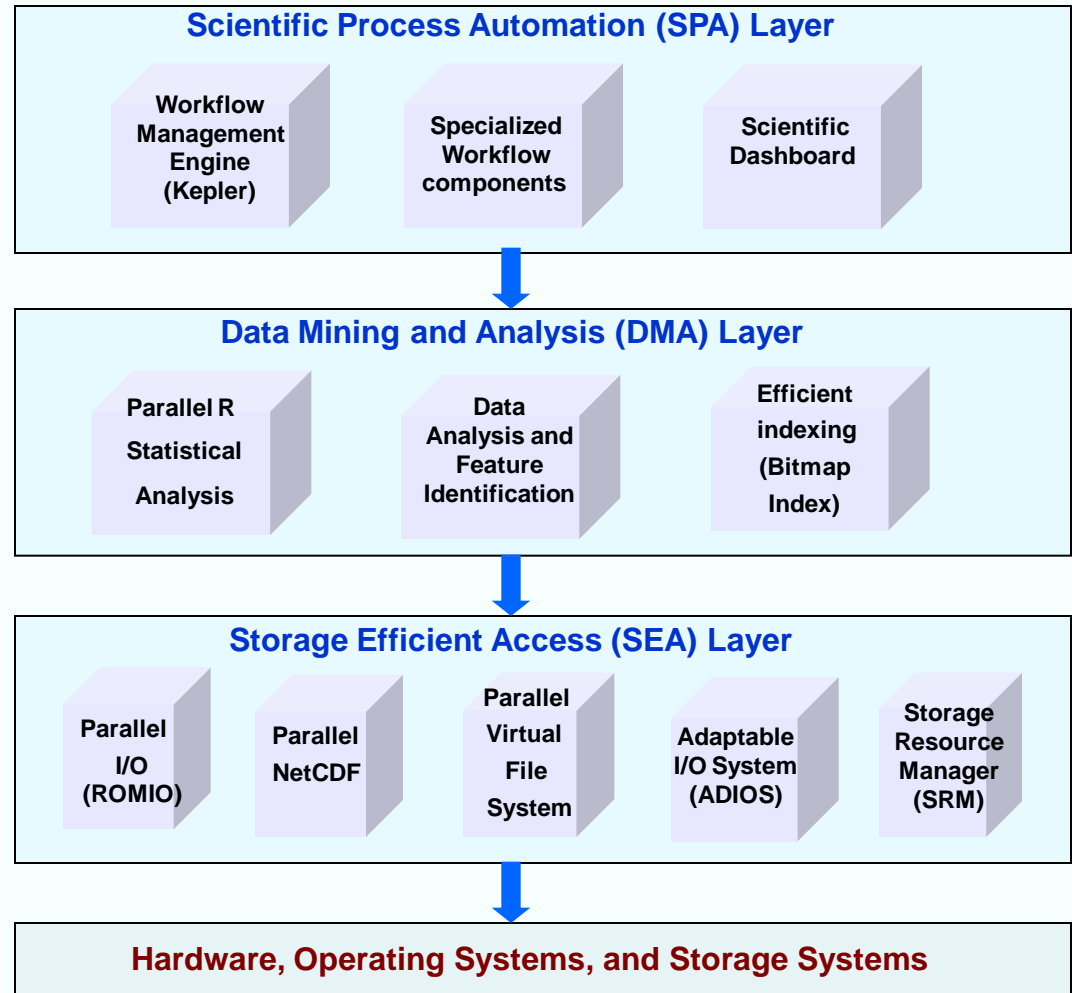 Scientific Process Automation (SPA) Layer
Workflow
Management
Engine
(Kepler)
Specialized
Workflow
components
Scientific
Dashboard
Data Mining and Analysis (DMA) Layer
Parallel R
Statistical
Analysis
Data
Analysis and
Feature
Identification
Efficient
indexing
(Bitmap
Index)
Storage Efficient Access (SEA) Layer
Parallel
I/O
(ROMIO)
Parallel
NetCDF
Parallel
Virtual
File
System
Adaptable
I/O System
(ADIOS)
Storage
Resource
Manager
(SRM)
Hardware, Operating Systems, and Storage Systems